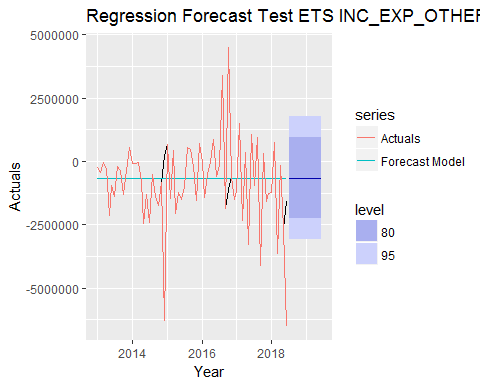 Regression Forecast Test ETS INC_EXP_OTHER
5000000
2500000
0
-2500000
-5000000
Actuals
2014
2016
2018
Year
series
Actuals
Forecast Model
level
80
95